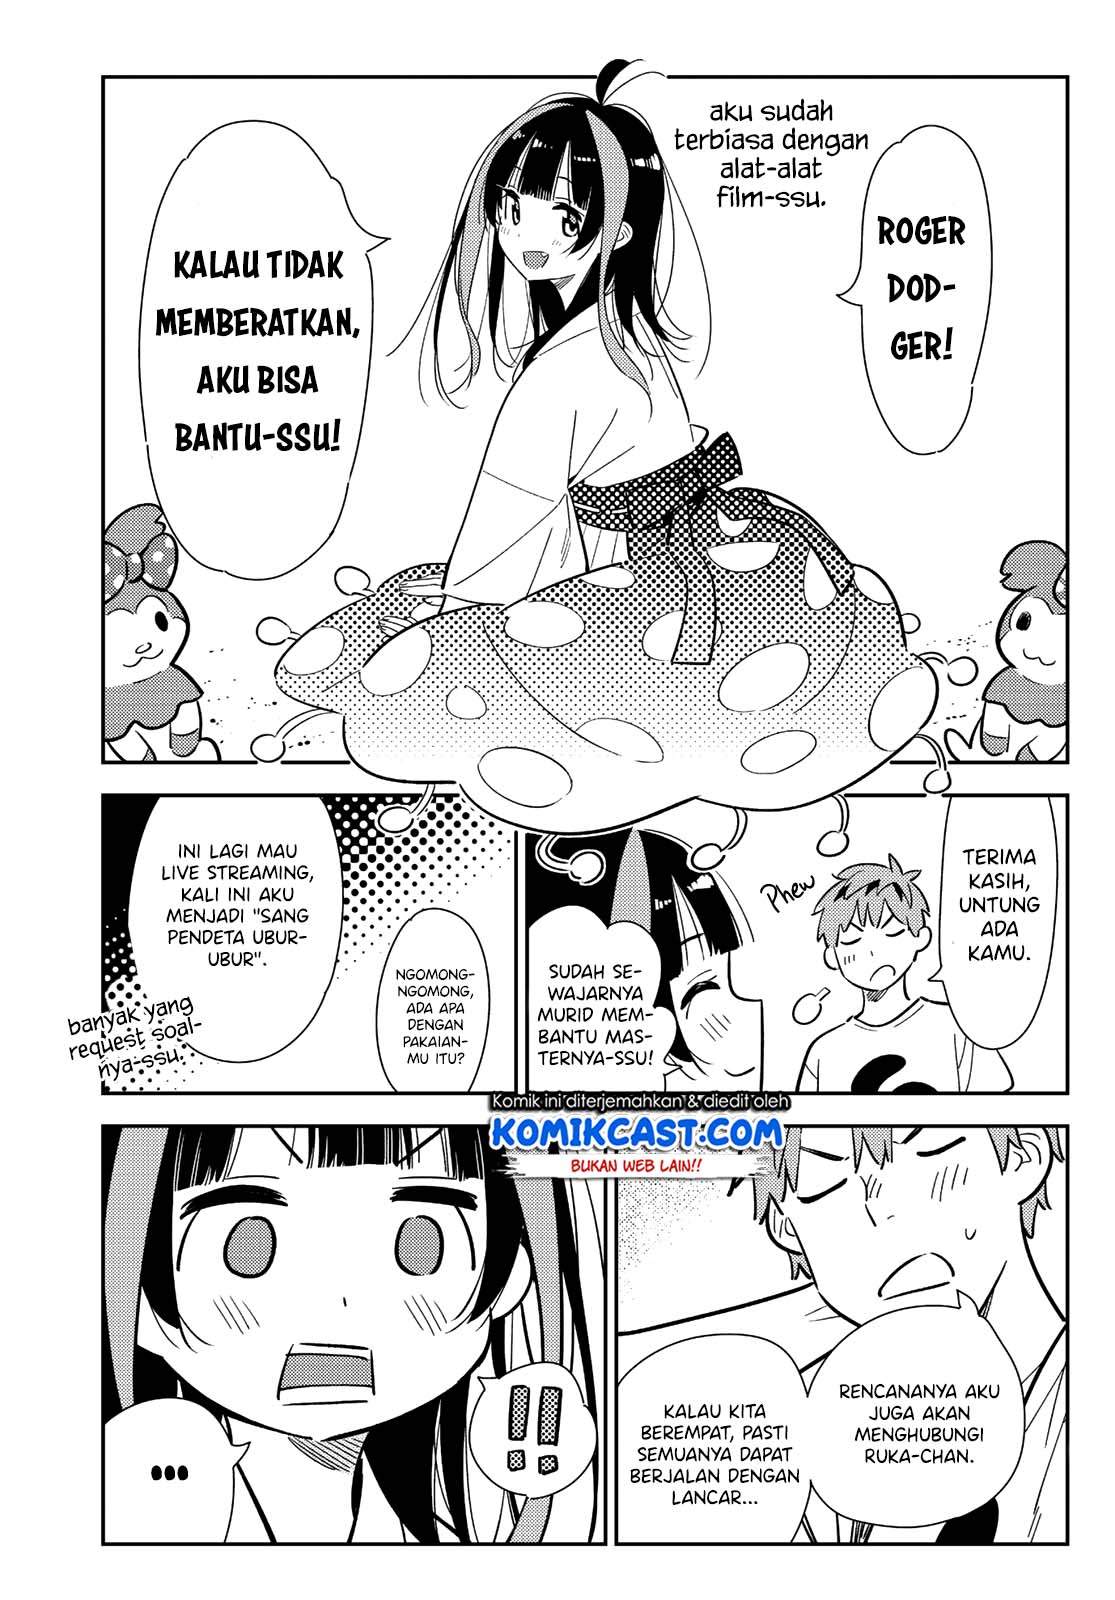 ROGER
DOD-
GER!
aku sudah
terbiasa dengan
alat-alat
film-ssu.
KALAU TIDAK
MEMBERATKAN,
AKU BISA
BANTU-SSU!
TERIMA
KASIH,
UNTUNG
ADA
KAMU.
Phew
SUDAH SE-
WAJARNYA
MURID MEM-
BANTU MAS-
TERNYA-SSU!
NGOMONG-
NGOMONG,
ADA APA
DENGAN
PAKAIAN-
MU ITU?
INI LAGI MAU
LIVE STREAMING,
KALI INI AKU
MENJADI "SANG
PENDETA UBUR-
UBUR".
banyak yang
request soal-
nya-ssu.
Komik ini diterjemahkan & diedit oleh
KOMIKCAST.COM
BUKAN WEB LAIN!!
RENCANANYA AKU
JUGA AKAN
MENGHUBUNGI
RUKA-CHAN.
KALAU KITA
BEREMPAT, PASTI
SEMUANYA DAPAT
BERJALAN DENGAN
LANCAR...
!!
...